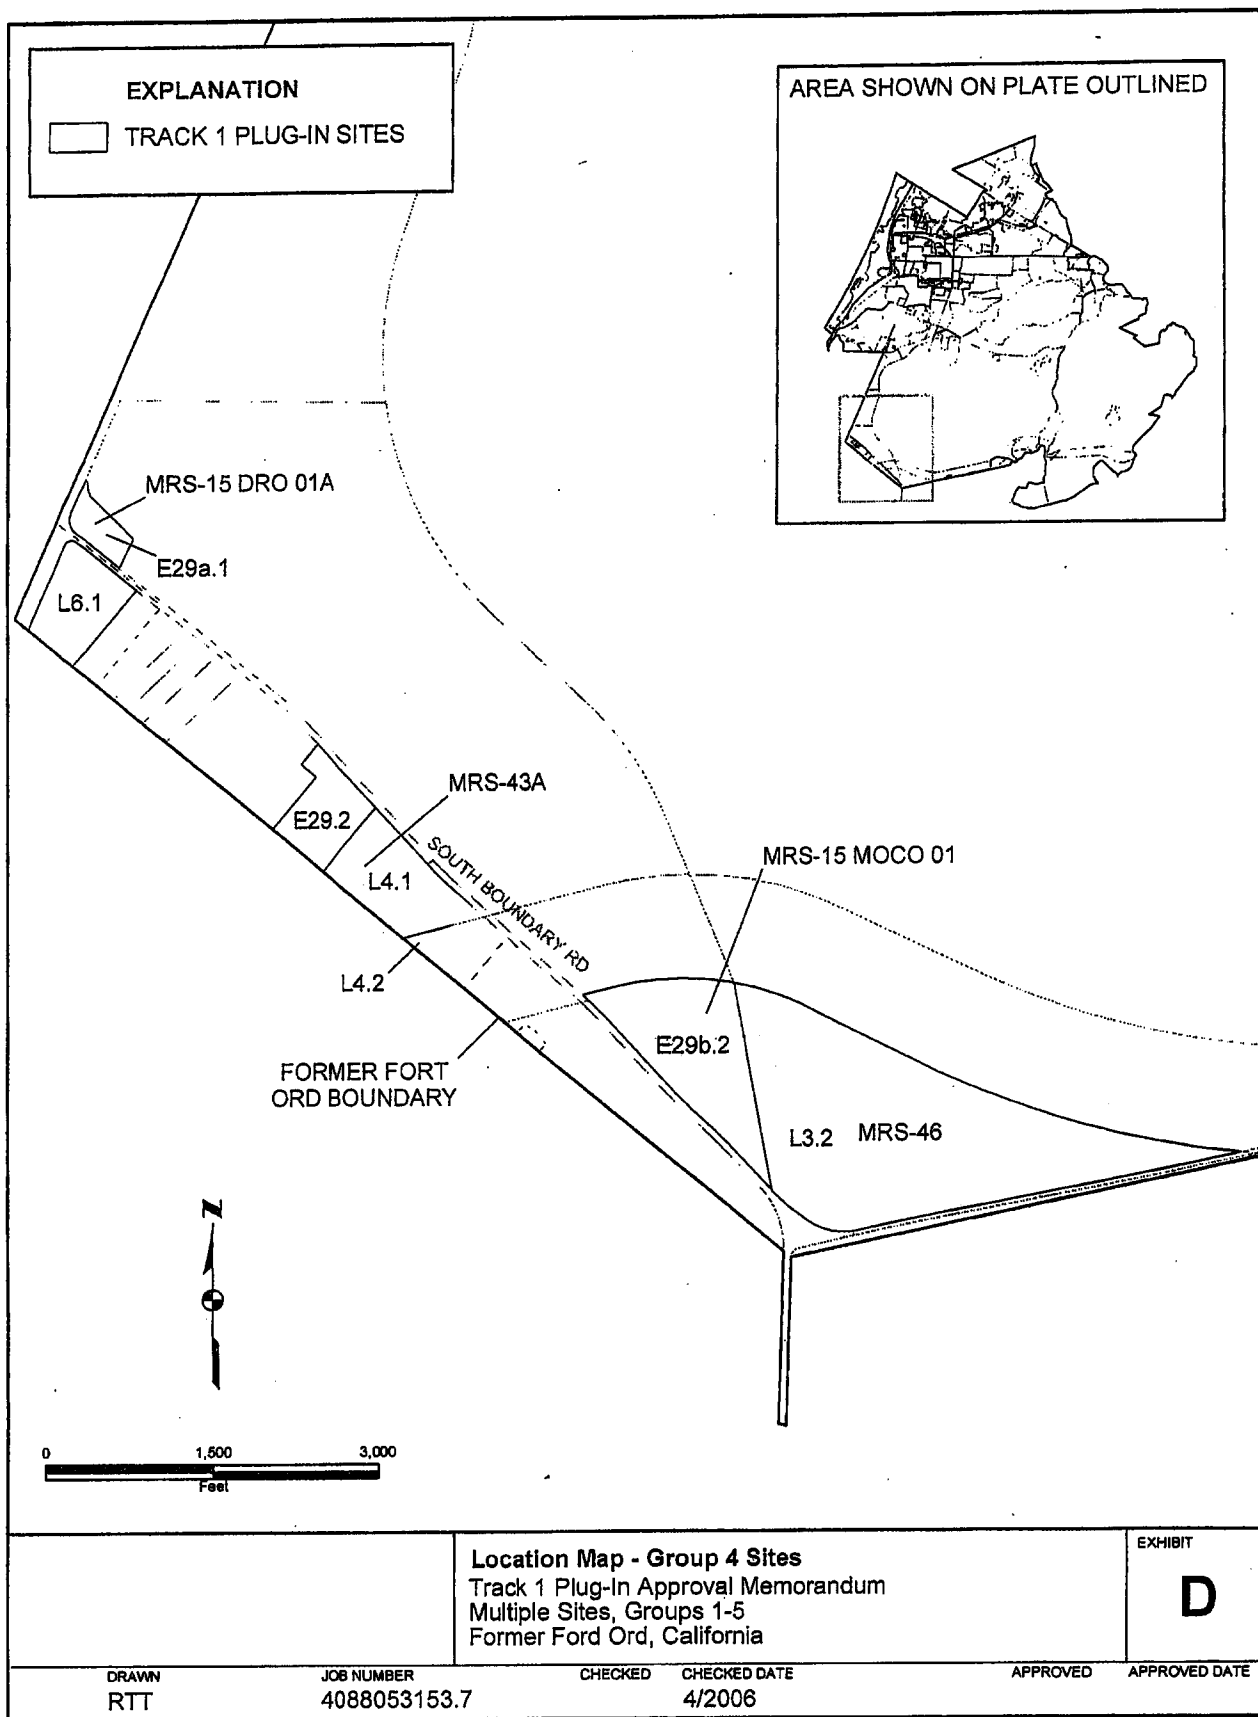 EXPLANATION
TRACK 1 PLUG-IN SITES
AREA SHOWN ON PLATE OUTLINED
MRS-15 DRO 01A
E29a.1
L6.1
MRS-43A
E29.2
L4.1
SOUTH BOUNDARY RD
MRS-15 MOCO 01
L4.2
E29b.2
FORMER FORT
ORD BOUNDARY
L3.2 MRS-46
N
0 1,500 3,000
Feet
Location Map - Group 4 Sites
Track 1 Plug-In Approval Memorandum
Multiple Sites, Groups 1-5
Former Ford Ord, California
EXHIBIT
D
DRAWN JOB NUMBER CHECKED CHECKED DATE APPROVED APPROVED DATE
RTT 4088053153.7 4/2006